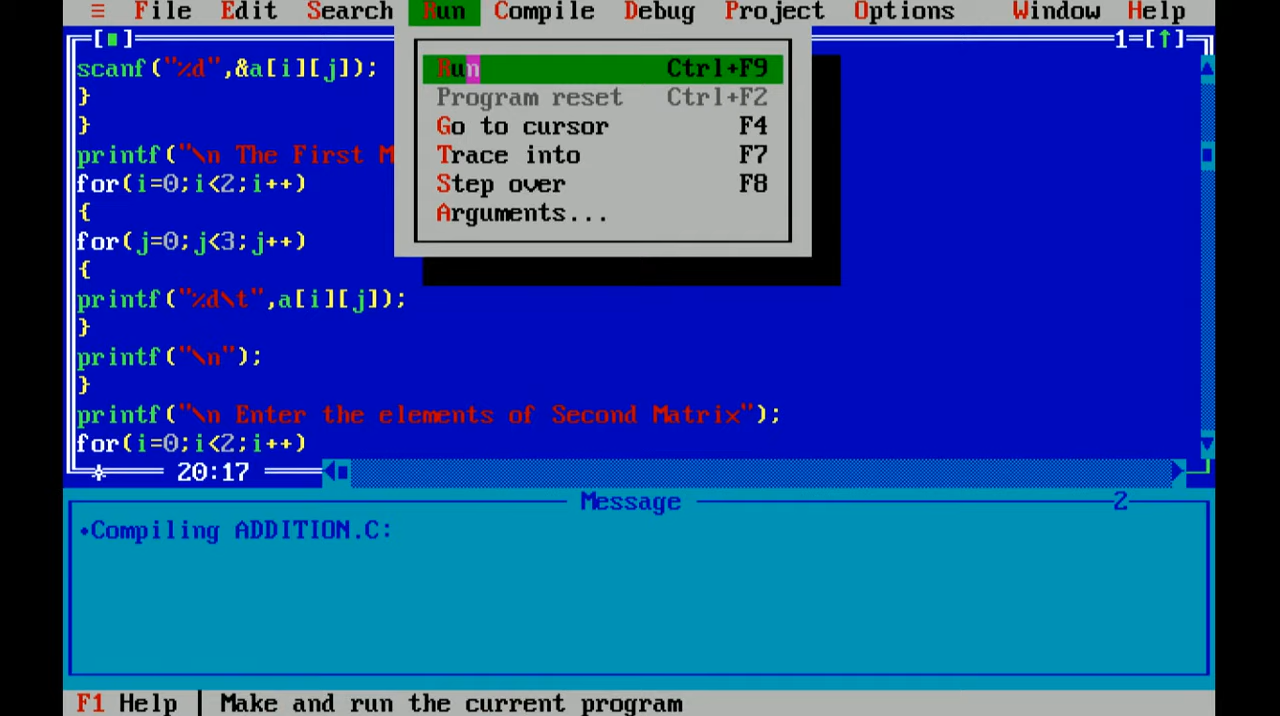 ≡ File Edit Search Run Compile Debug Project Options Window Help
[■] 1=[↑]
scanf("%d",&a[i][j]);
}
}
printf("\n The First M
for(i=0;i<2;i++)
{
for(j=0;j<3;j++)
{
printf("%d\t",a[i][j]);
}
printf("\n");
}
printf("\n Enter the elements of Second Matrix");
for(i=0;i<2;i++)
Run Ctrl+F9
Program reset Ctrl+F2
Go to cursor F4
Trace into F7
Step over F8
Arguments...
20:17
Message 2
•Compiling ADDITION.C:
F1 Help | Make and run the current program